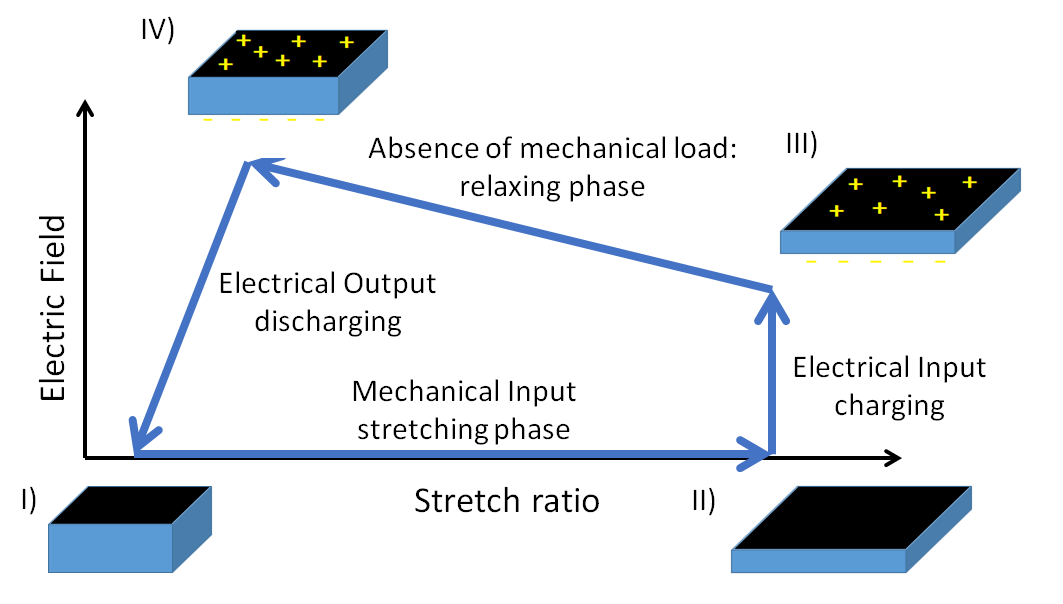 IV)
Absence of mechanical load:
relaxing phase
III)
Electric Field
Electrical Output
discharging
Mechanical Input
stretching phase
Electrical Input
charging
I)
Stretch ratio
II)